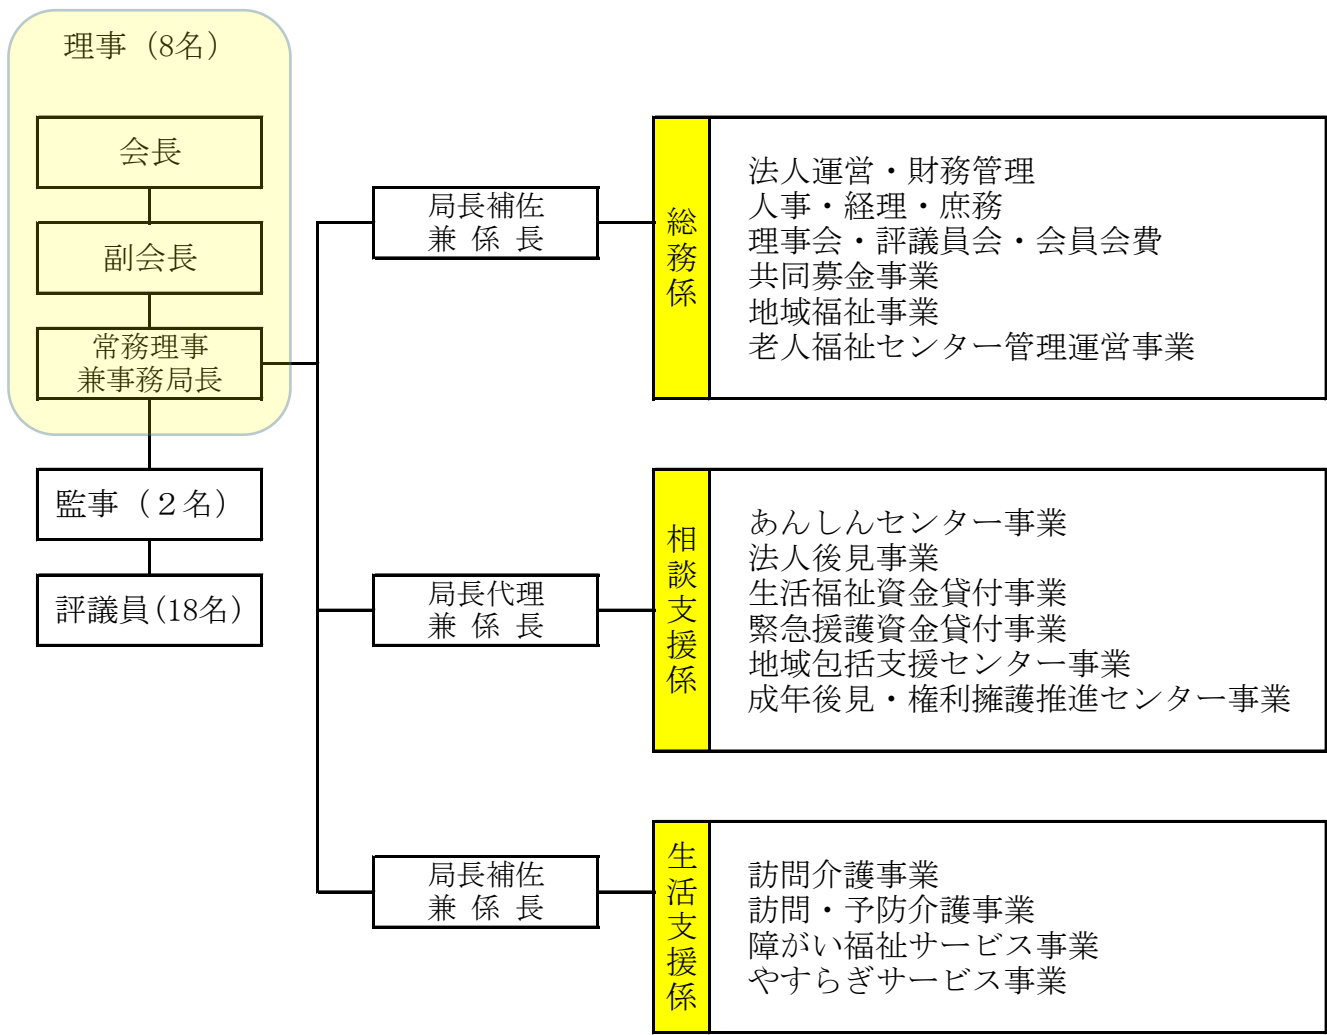 理事（8名）
会長
副会長
常務理事
兼事務局長
監事（２名）
評議員(18名)
局長補佐
兼 係 長
総務係
法人運営・財務管理
人事・経理・庶務
理事会・評議員会・会員会費
共同募金事業
地域福祉事業
老人福祉センター管理運営事業
局長代理
兼 係 長
相談支援係
あんしんセンター事業
法人後見事業
生活福祉資金貸付事業
緊急援護資金貸付事業
地域包括支援センター事業
成年後見・権利擁護推進センター事業
局長補佐
兼 係 長
生活支援係
訪問介護事業
訪問・予防介護事業
障がい福祉サービス事業
やすらぎサービス事業